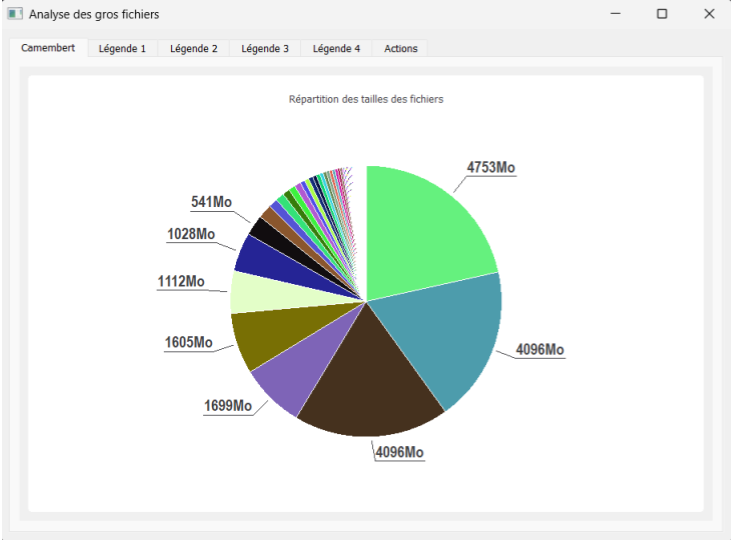 Analyse des gros fichiers
Camembert Légende 1 Légende 2 Légende 3 Légende 4 Actions
Répartition des tailles des fichiers
4753Mo
541Mo
1028Mo
1112Mo
1605Mo
4096Mo
1699Mo
4096Mo